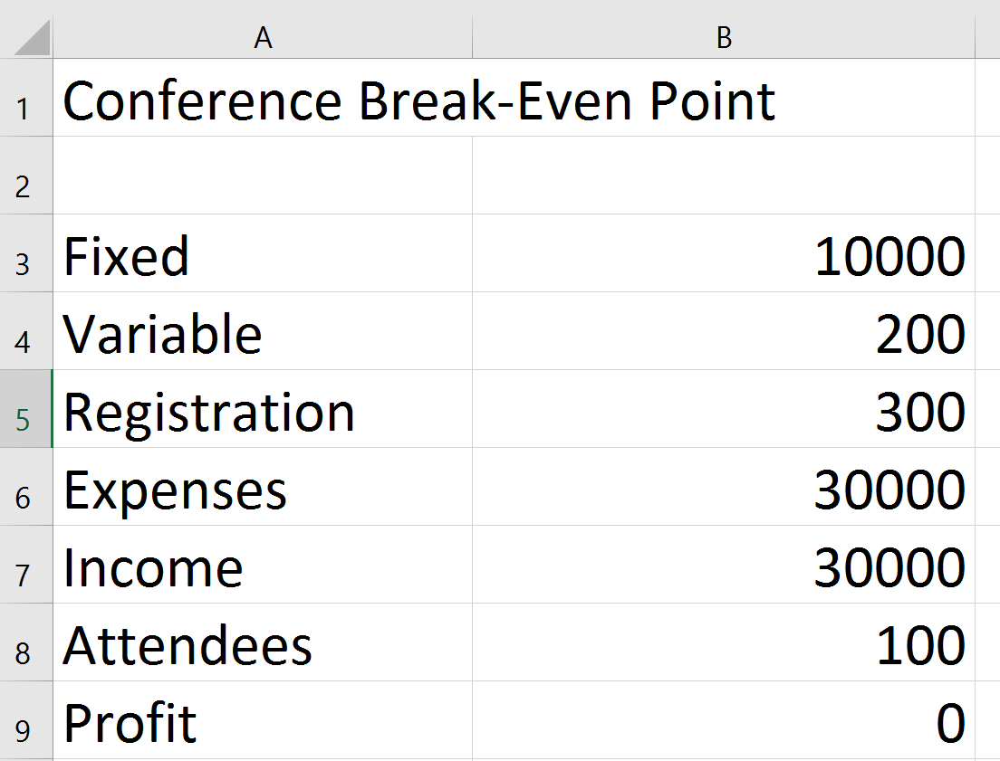 A B
1 Conference Break-Even Point
2
3 Fixed 10000
4 Variable 200
5 Registration 300
6 Expenses 30000
7 Income 30000
8 Attendees 100
9 Profit 0